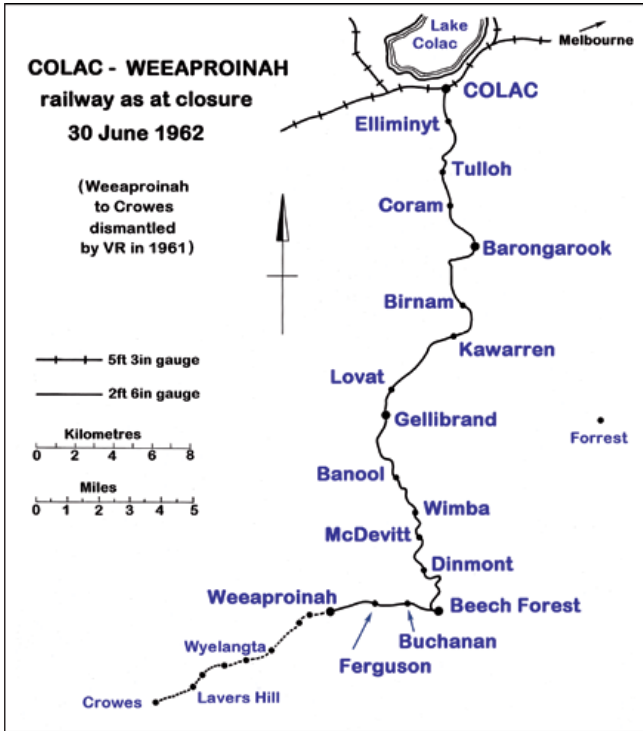 Lake
Colac
Melbourne
COLAC - WEEAPROINAH
railway as at closure
30 June 1962
COLAC
Elliminyt
Tulloh
(Weeaproinah
to Crowes
dismantled
by VR in 1961)
Coram
Barongarook
Birnam
Kawarren
5ft 3in gauge
2ft 6in gauge
Lovat
Gellibrand
Kilometres
0 2 4 6 8
Forrest
Banool
Miles
0 1 2 3 4 5
Wimba
McDevitt
Dinmont
Weeaproinah
Beech Forest
Buchanan
Ferguson
Wyelangta
Lavers Hill
Crowes